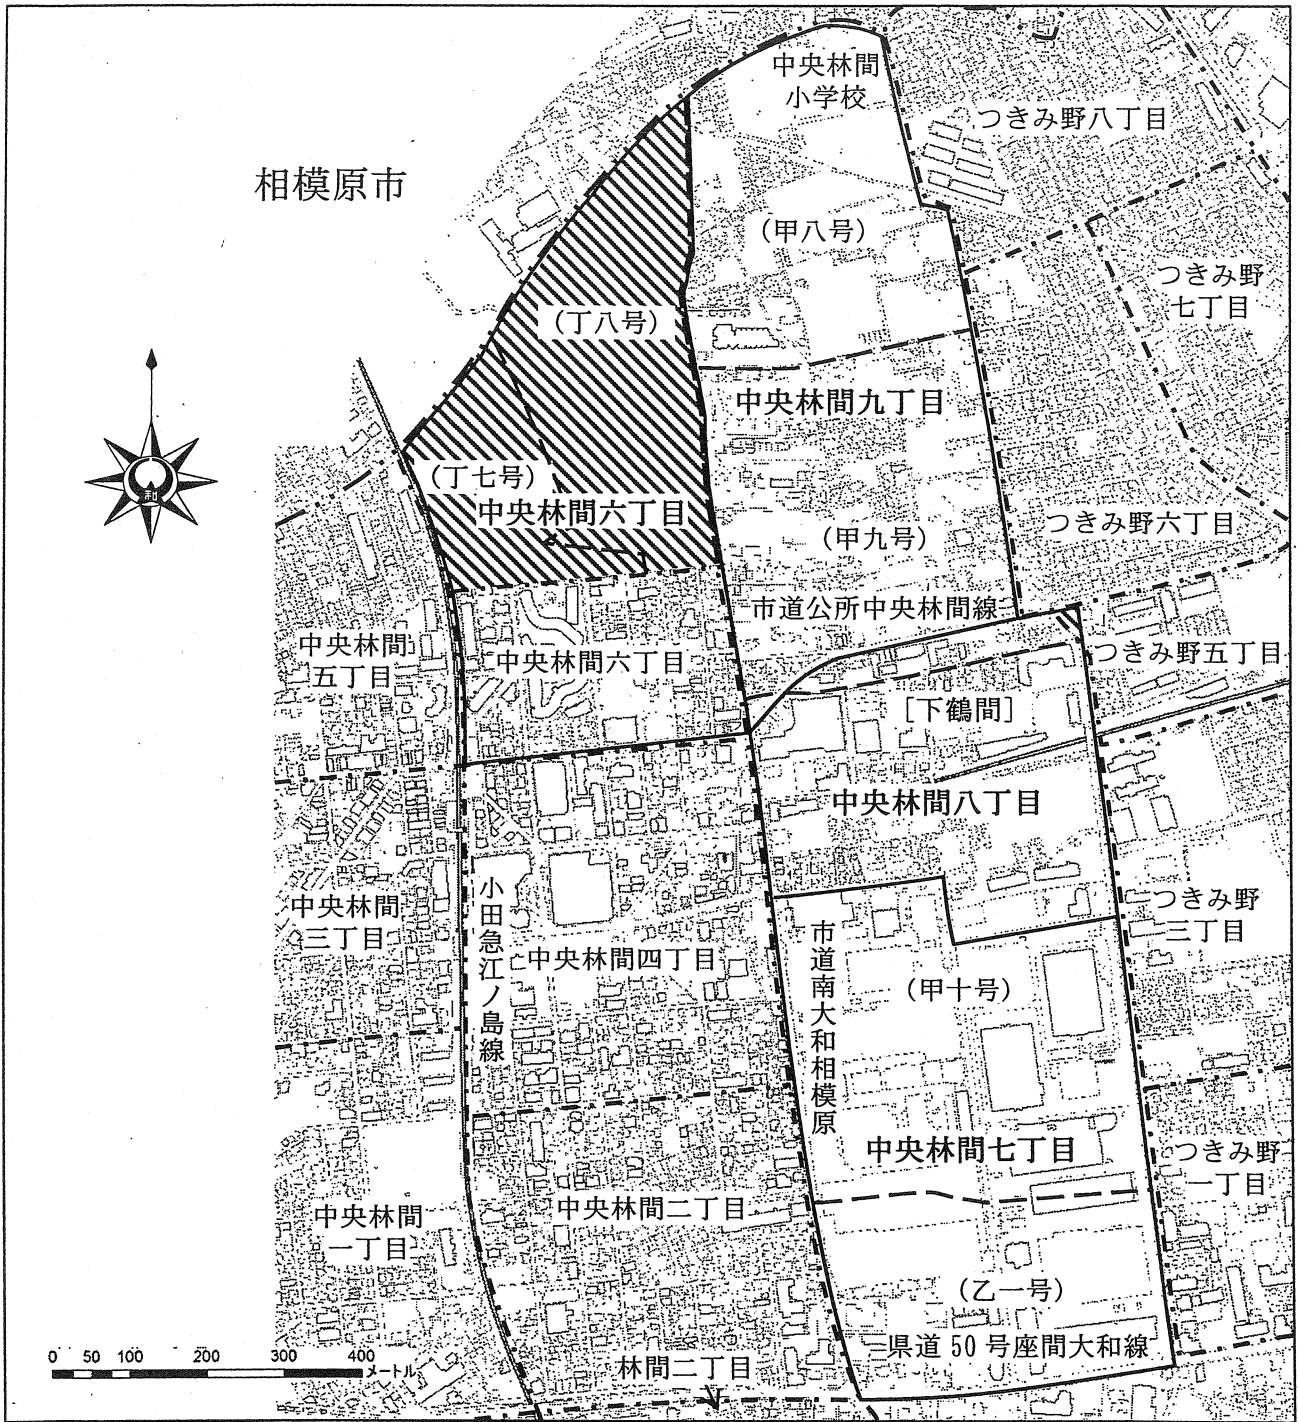 中央林間
小学校
つきみ野八丁目
相模原市
（甲八号）
つきみ野
七丁目
（丁八号）
中央林間九丁目
（丁七号）
中央林間六丁目
和
つきみ野六丁目
（甲九号）
市道公所中央林間線
中央林間
五丁目
中央林間六丁目
つきみ野五丁目
［下鶴間］
中央林間八丁目
小田急江ノ島線
中央林間
三丁目
つきみ野
三丁目
市道南大和相模原
中央林間四丁目
（甲十号）
中央林間七丁目
つきみ野
一丁目
中央林間二丁目
中央林間
一丁目
（乙一号）
県道50号座間大和線
0 50 100 200 300 400
メートル
林間二丁目